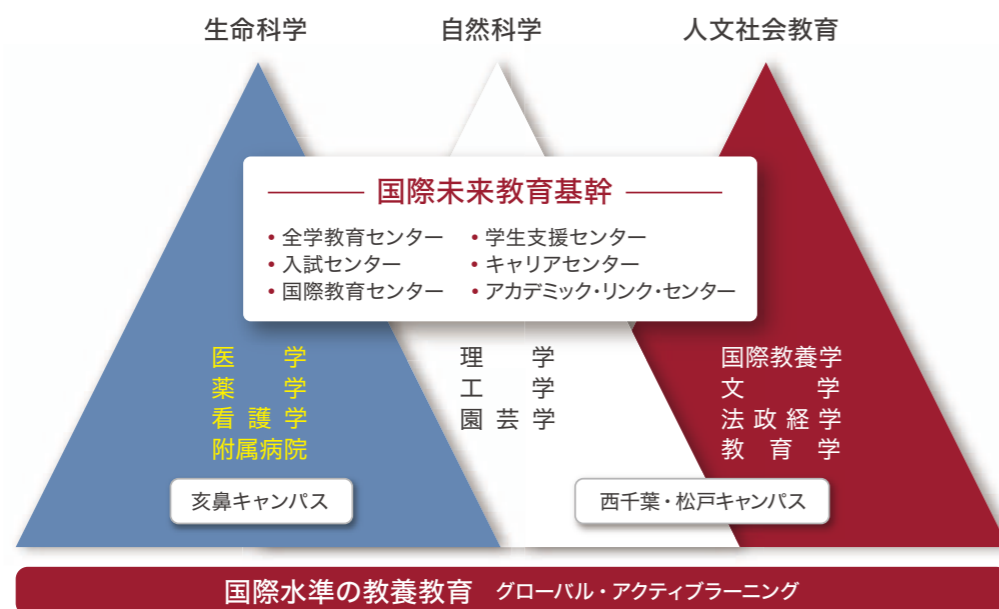 生命科学
自然科学
人文社会教育
国際未来教育基幹
• 全学教育センター
• 学生支援センター
• 入試センター
• キャリアセンター
• 国際教育センター
• アカデミック・リンク・センター
医 学
薬 学
看 護 学
附属病院
理 学
工 学
園 芸 学
国際教養学
文 学
法 政 経 学
教 育 学
亥鼻キャンパス
西千葉・松戸キャンパス
国際水準の教養教育 グローバル・アクティブラーニング